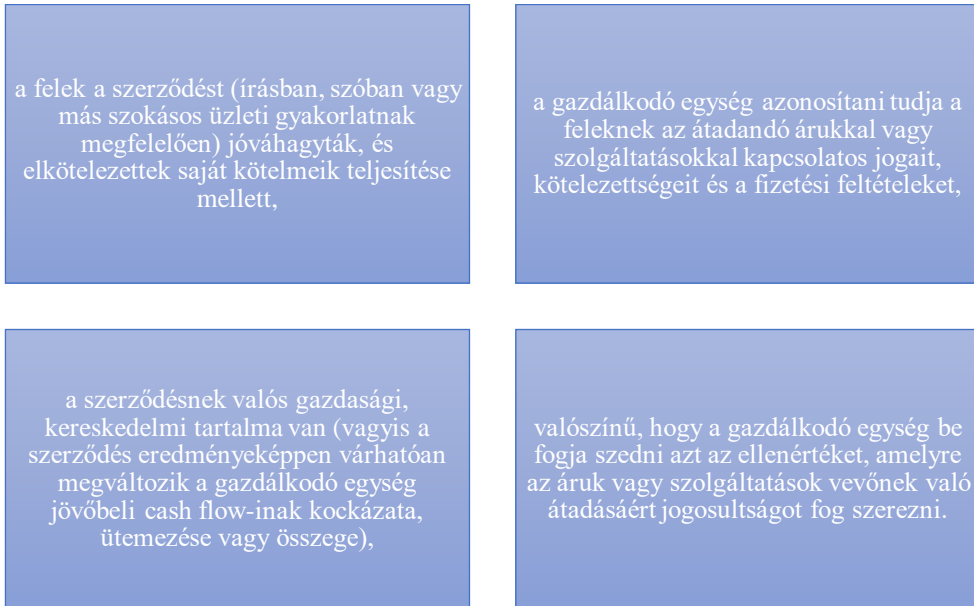 a felek a szerződést (írásban, szóban vagy
más szokásos üzleti gyakorlatnak
megfelelően) jóváhagyták, és
elkötelezettek saját kötelmeik teljesítése
mellett,
a gazdálkodó egység azonosítani tudja a
feleknek az átadandó árukkal vagy
szolgáltatásokkal kapcsolatos jogait,
kötelezettségeit és a fizetési feltételeket,
a szerződésnek valós gazdasági,
kereskedelmi tartalma van (vagyis a
szerződés eredményeképpen várhatóan
megváltozik a gazdálkodó egység
jövőbeli cash flow-inak kockázata,
ütemezése vagy összege),
valószínű, hogy a gazdálkodó egység be
fogja szedni azt az ellenértéket, amelyre
az áruk vagy szolgáltatások vevőnek való
átadásáért jogosultságot fog szerezni.